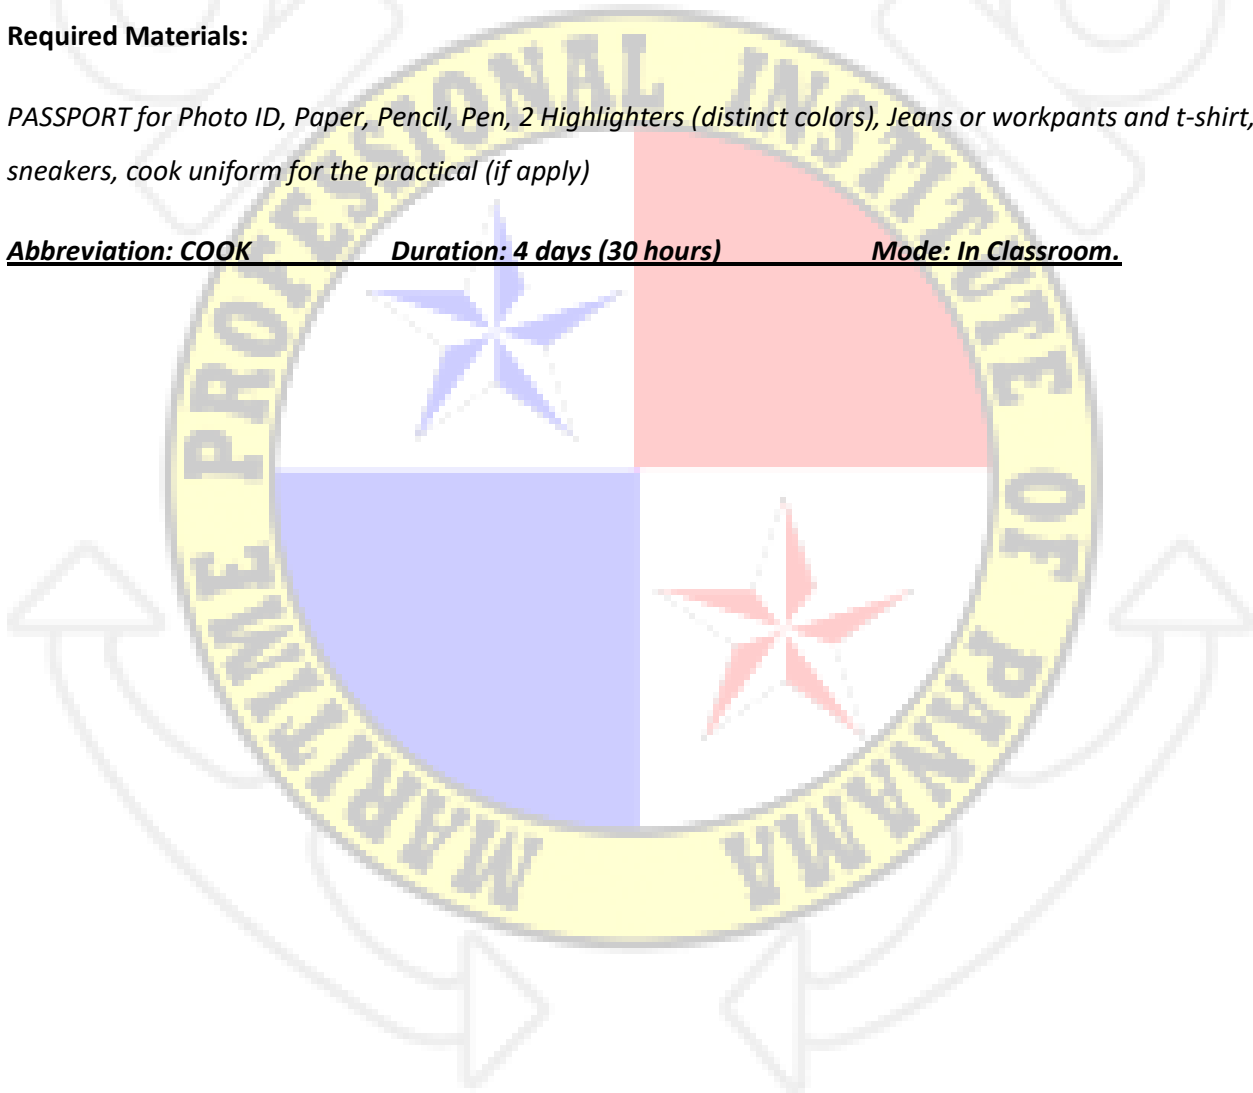 Required Materials:
PASSPORT for Photo ID, Paper, Pencil, Pen, 2 Highlighters (distinct colors), Jeans or workpants and t-shirt,
sneakers, cook uniform for the practical (if apply)
Abbreviation: COOK Duration: 4 days (30 hours) Mode: In Classroom.
MARITIME PROFESSIONAL INSTITUTE OF PANAMA